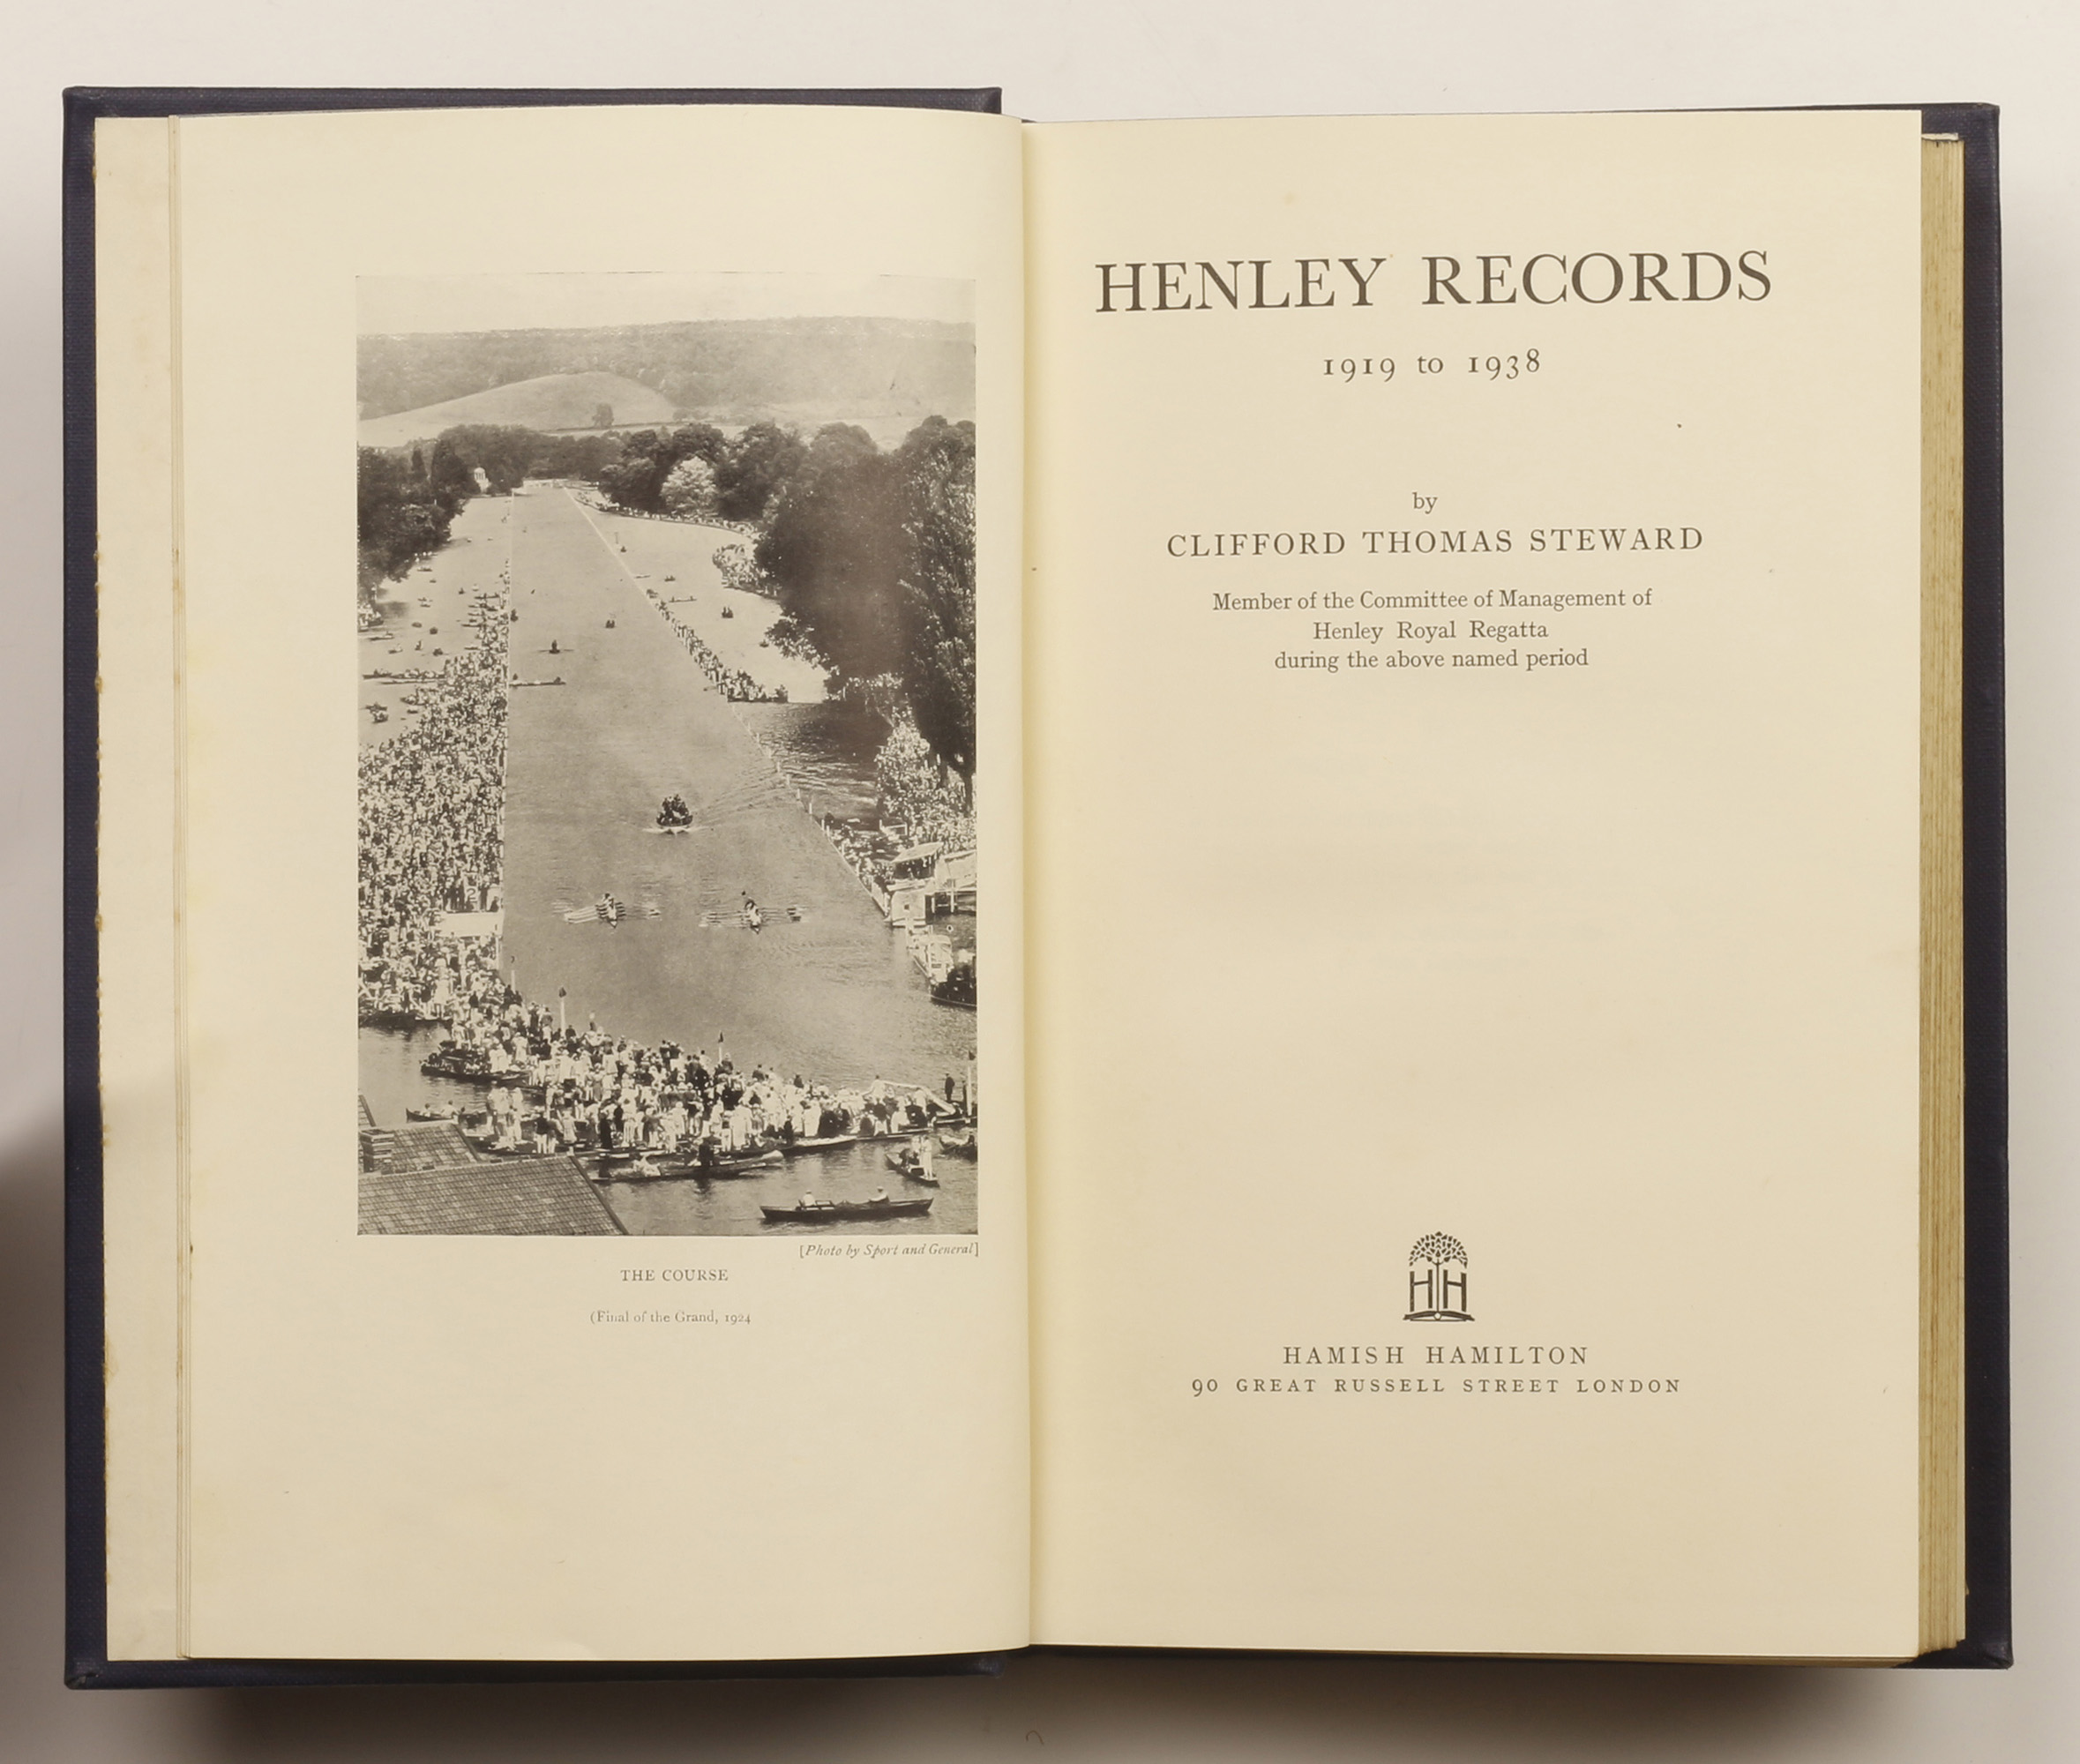 [Photo by Sport and General]
THE COURSE
(Final of the Grand, 1924
HENLEY RECORDS
1919 to 1938
by
CLIFFORD THOMAS STEWARD
Member of the Committee of Management of
Henley Royal Regatta
during the above named period
HH
HAMISH HAMILTON
90 GREAT RUSSELL STREET LONDON